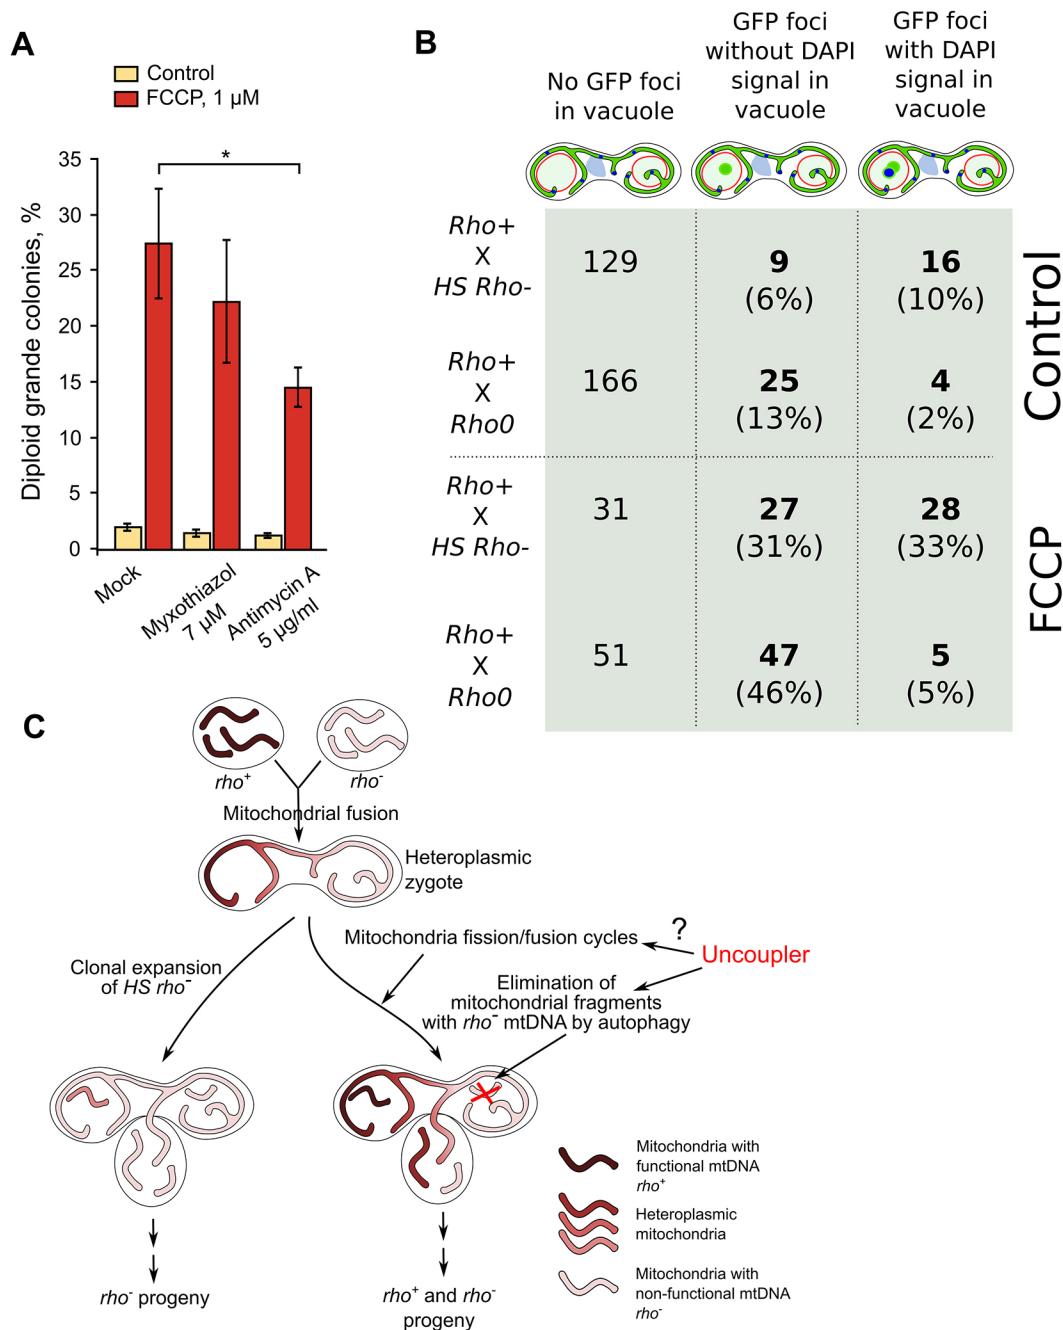 A
Control
FCCP, 1 µM
*
35
30
25
20
15
10
5
0
Diploid grande colonies, %
Mock
Myxothiazol
7 µM
Antimycin A
5 µg/ml
B
No GFP foci
in vacuole
GFP foci
without DAPI
signal in
vacuole
GFP foci
with DAPI
signal in
vacuole
Rho+
X
HS Rho-
129
9
(6%)
16
(10%)
Rho+
X
Rho0
166
25
(13%)
4
(2%)
Control
Rho+
X
HS Rho-
31
27
(31%)
28
(33%)
Rho+
X
Rho0
51
47
(46%)
5
(5%)
FCCP
C
rho+
rho-
Mitochondrial fusion
Heteroplasmic
zygote
Clonal expansion
of HS rho-
Mitochondria fission/fusion cycles
?
Uncoupler
Elimination of
mitochondrial fragments
with rho- mtDNA by autophagy
rho- progeny
rho+ and rho-
progeny
Mitochondria with
functional mtDNA
rho+
Heteroplasmic
mitochondria
Mitochondria with
non-functional mtDNA
rho-